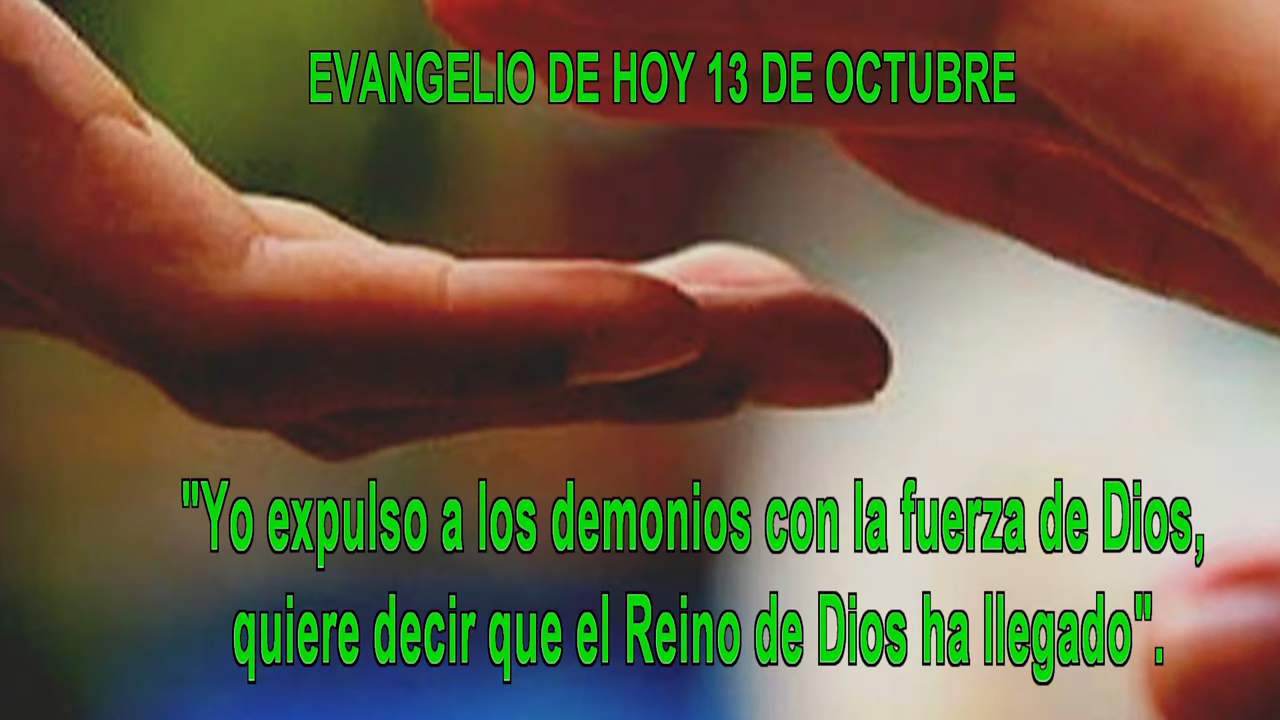 EVANGELIO DE HOY 13 DE OCTUBRE
"Yo expulso a los demonios con la fuerza de Dios,
quiere decir que el Reino de Dios ha llegado".